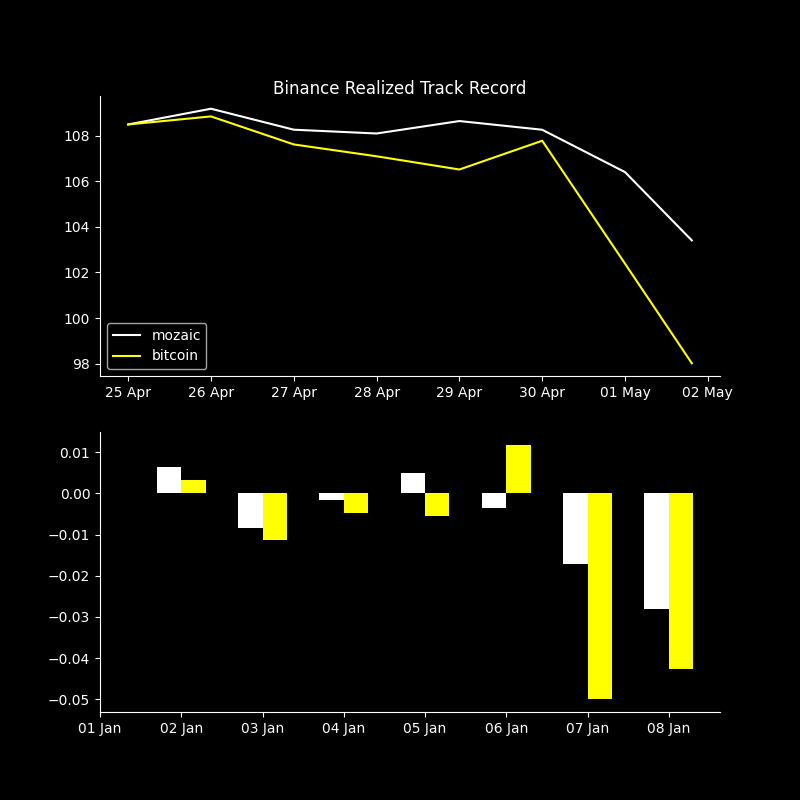 Binance Realized Track Record
108
106
104
102
100
98
mozaic
bitcoin
25 Apr 26 Apr 27 Apr 28 Apr 29 Apr 30 Apr 01 May 02 May
0.01
0.00
−0.01
−0.02
−0.03
−0.04
−0.05
01 Jan 02 Jan 03 Jan 04 Jan 05 Jan 06 Jan 07 Jan 08 Jan